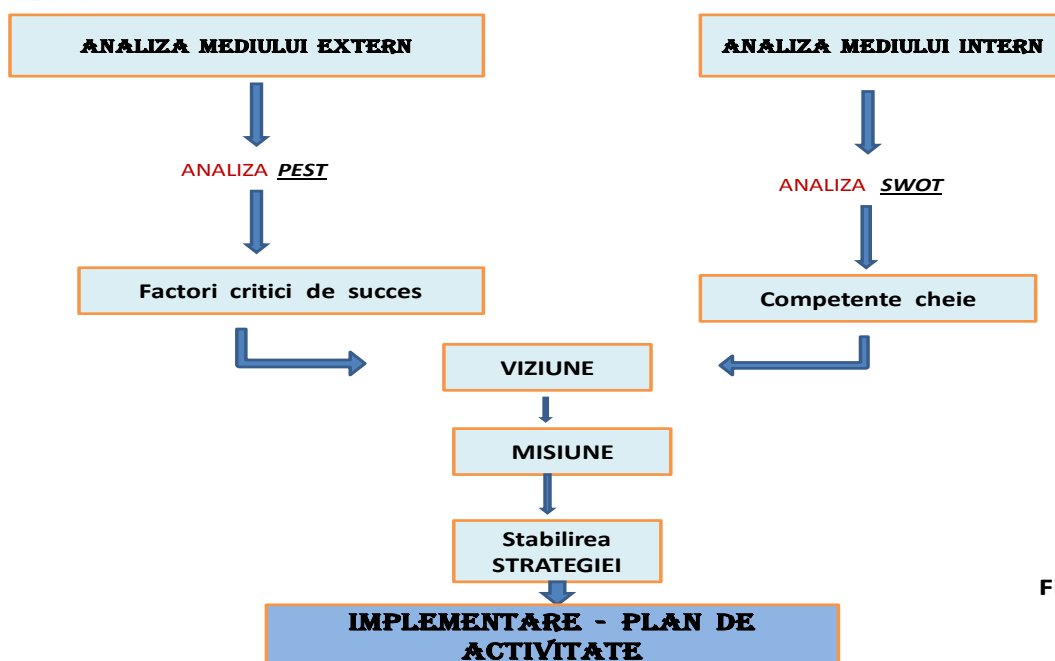 ANALIZA MEDIULUI EXTERN
ANALIZA MEDIULUI INTERN
ANALIZA PEST
ANALIZA SWOT
Factori critici de succes
Competente cheie
VIZIUNE
MISIUNE
Stabilirea
STRATEGIEI
F
IMPLEMENTARE - PLAN DE
ACTIVITATE